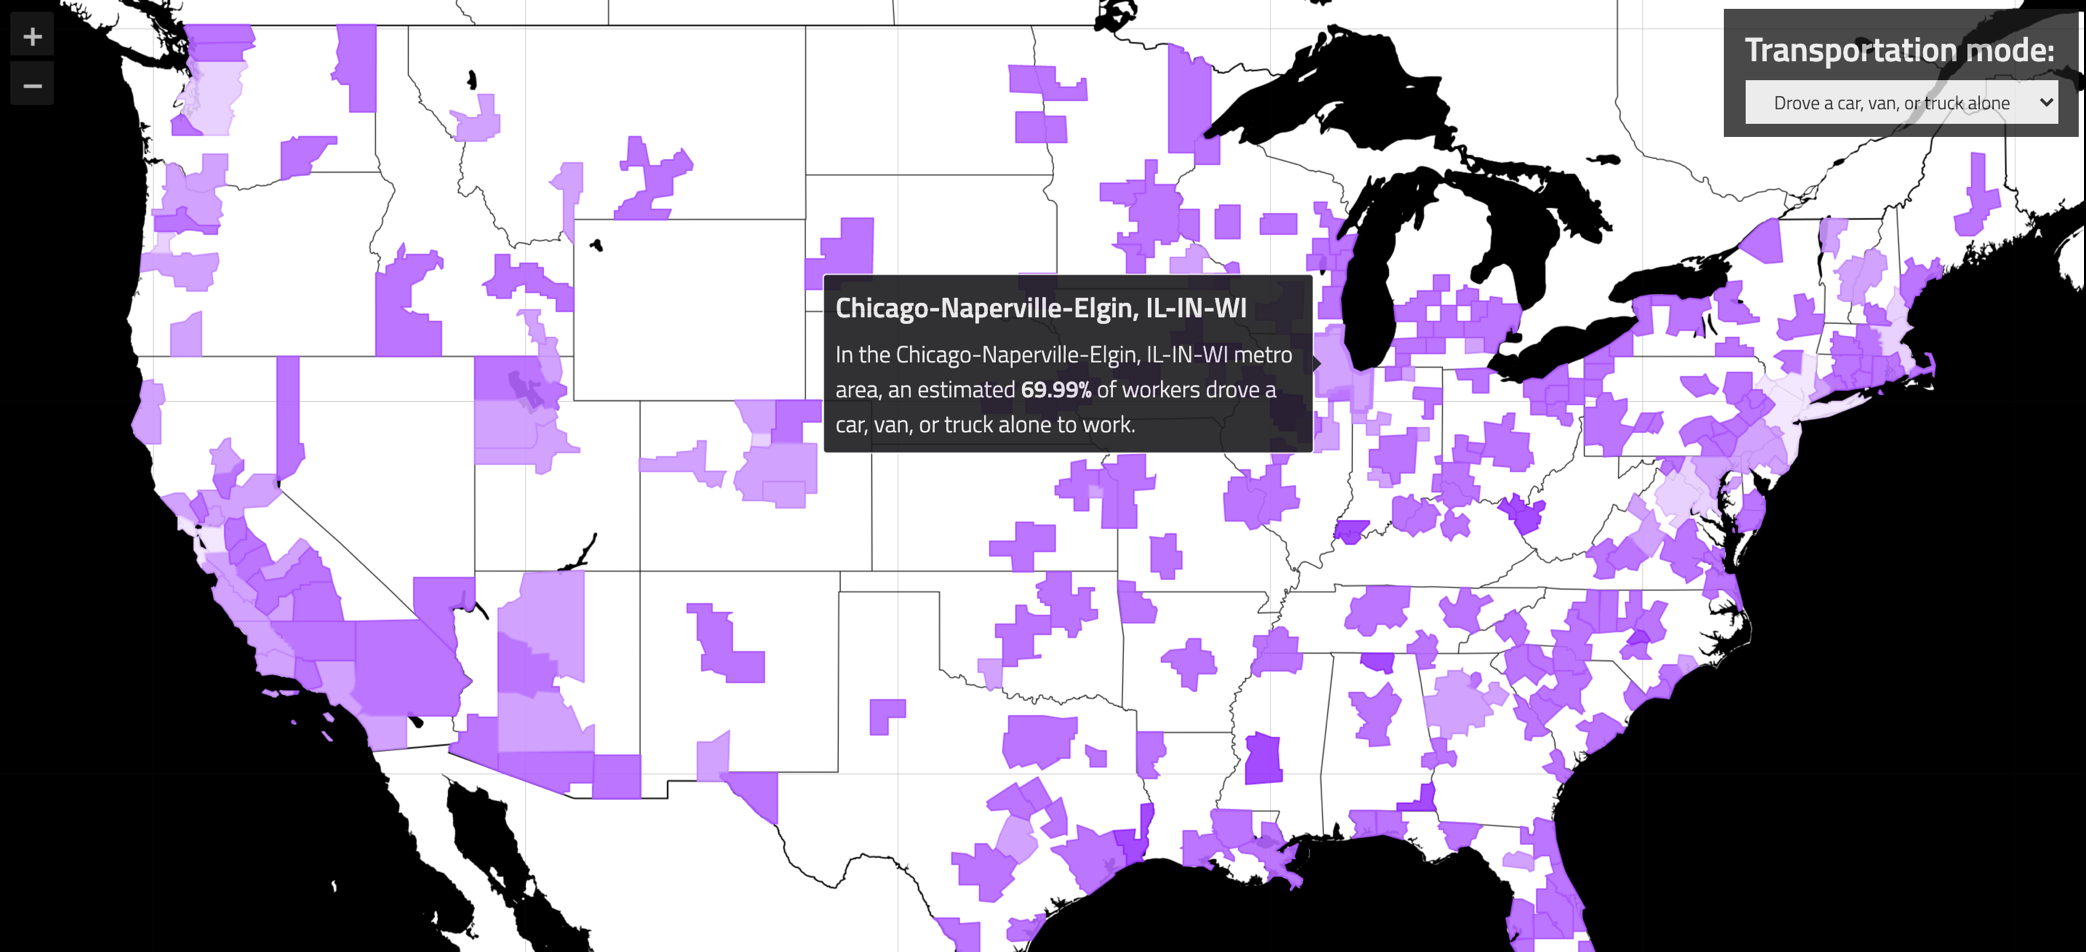 +
−
Transportation mode:
Drove a car, van, or truck alone
Chicago-Naperville-Elgin, IL-IN-WI
In the Chicago-Naperville-Elgin, IL-IN-WI metro
area, an estimated 69.99% of workers drove a
car, van, or truck alone to work.